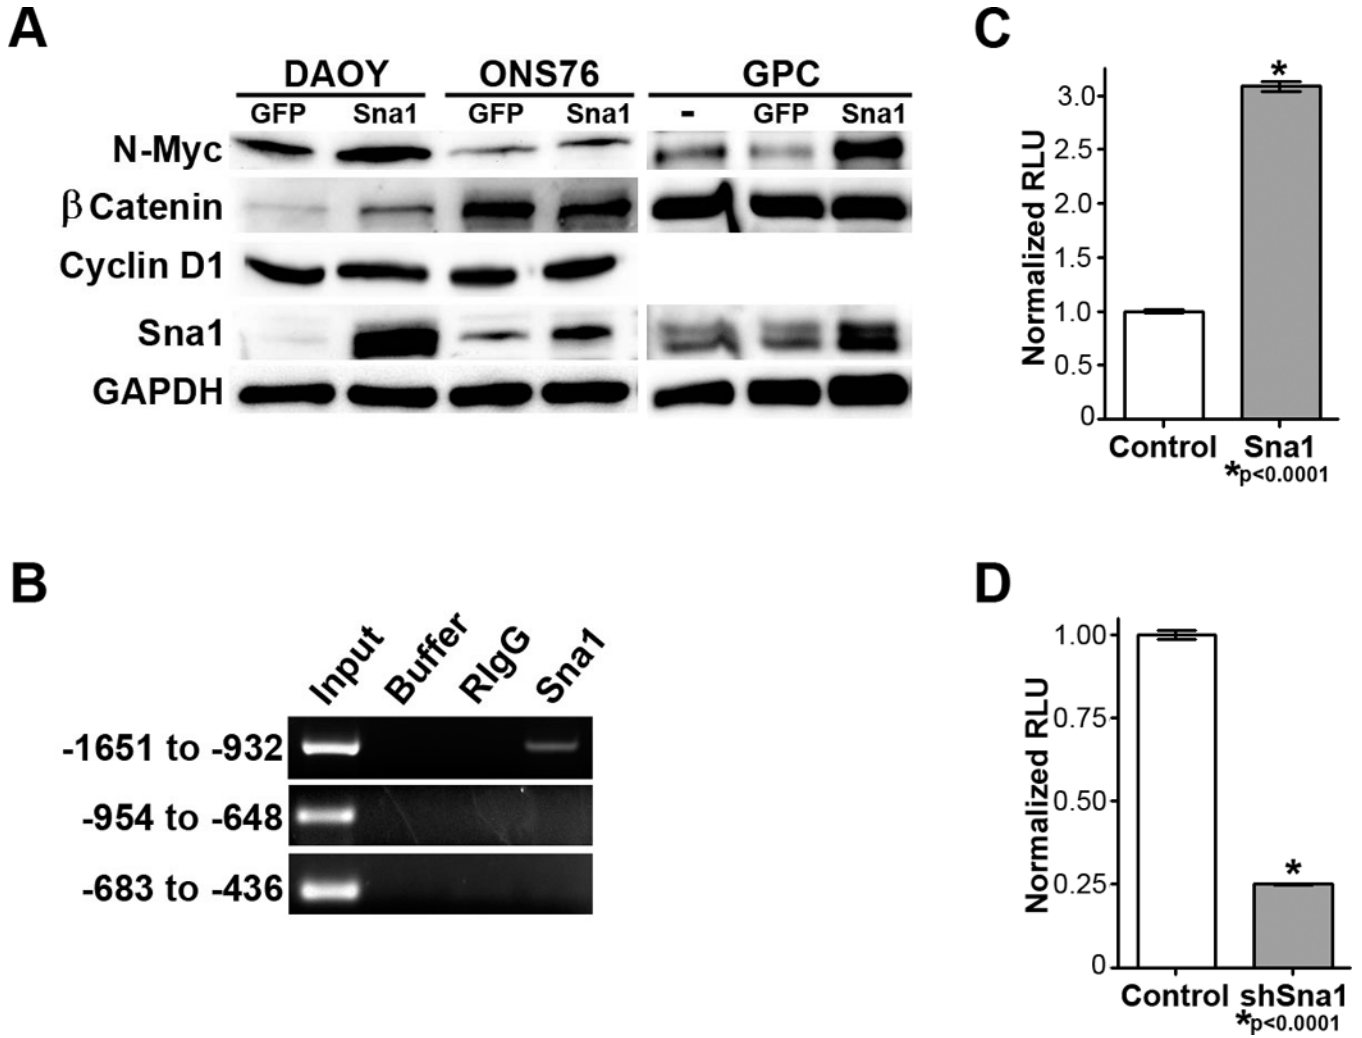 A
DAOY ONS76 GPC
GFP Sna1 GFP Sna1 - GFP Sna1
N-Myc
β Catenin
Cyclin D1
Sna1
GAPDH
C
Normalized RLU
3.0
2.5
2.0
1.5
1.0
0.5
0
*
Control Sna1
*p<0.0001
B
Input Buffer RIgG Sna1
-1651 to -932
-954 to -648
-683 to -436
D
Normalized RLU
1.00
0.75
0.50
0.25
0
*
Control shSna1
*p<0.0001